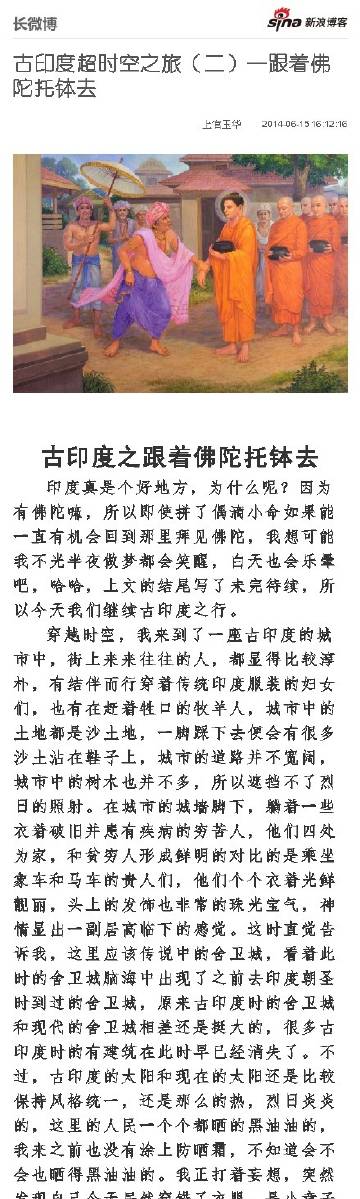 长微博
sina 新浪博客
古印度超时空之旅（二）—跟着佛
陀托钵去
上官玉华 2014-06-15 16:12:16
古印度之跟着佛陀托钵去
印度真是个好地方，为什么呢？因为
有佛陀嘛，所以即使拼了偶滴小命如果能
一直有机会回到那里拜见佛陀，我想可能
我不光半夜做梦都会笑醒，白天也会乐晕
吧，哈哈，上文的结尾写了未完待续，所
以今天我们继续古印度之行。
穿越时空，我来到了一座古印度的城
市中，街上来来往往的人，都显得比较淳
朴，有结伴而行穿着传统印度服装的妇女
们，也有在赶着牲口的牧羊人，城市中的
土地都是沙土地，一脚踩下去便会有很多
沙土沾在鞋子上，城市的道路并不宽阔，
城市中的树木也并不多，所以遮挡不了烈
日的照射。在城市的城墙脚下，躺着一些
衣着破旧并患有疾病的穷苦人，他们四处
为家，和贫穷人形成鲜明的对比的是乘坐
象车和马车的贵人们，他们个个衣着光鲜
靓丽，头上的发饰也非常的珠光宝气，神
情显出一副居高临下的感觉。这时直觉告
诉我，这里应该传说中的舍卫城，看着此
时的舍卫城脑海中出现了之前去印度朝圣
时到过的舍卫城，原来古印度时的舍卫城
和现代的舍卫城相差还是挺大的，很多古
印度时的有建筑在此时早已经消失了。不
过，古印度的太阳和现在的太阳还是比较
保持风格统一，还是那么的热，烈日炎炎
的，这里的人民一个个都晒的黑油油的，
我来之前也没有涂上防晒霜，不知道会不
会也晒得黑油油的。我正打着妄想，突然